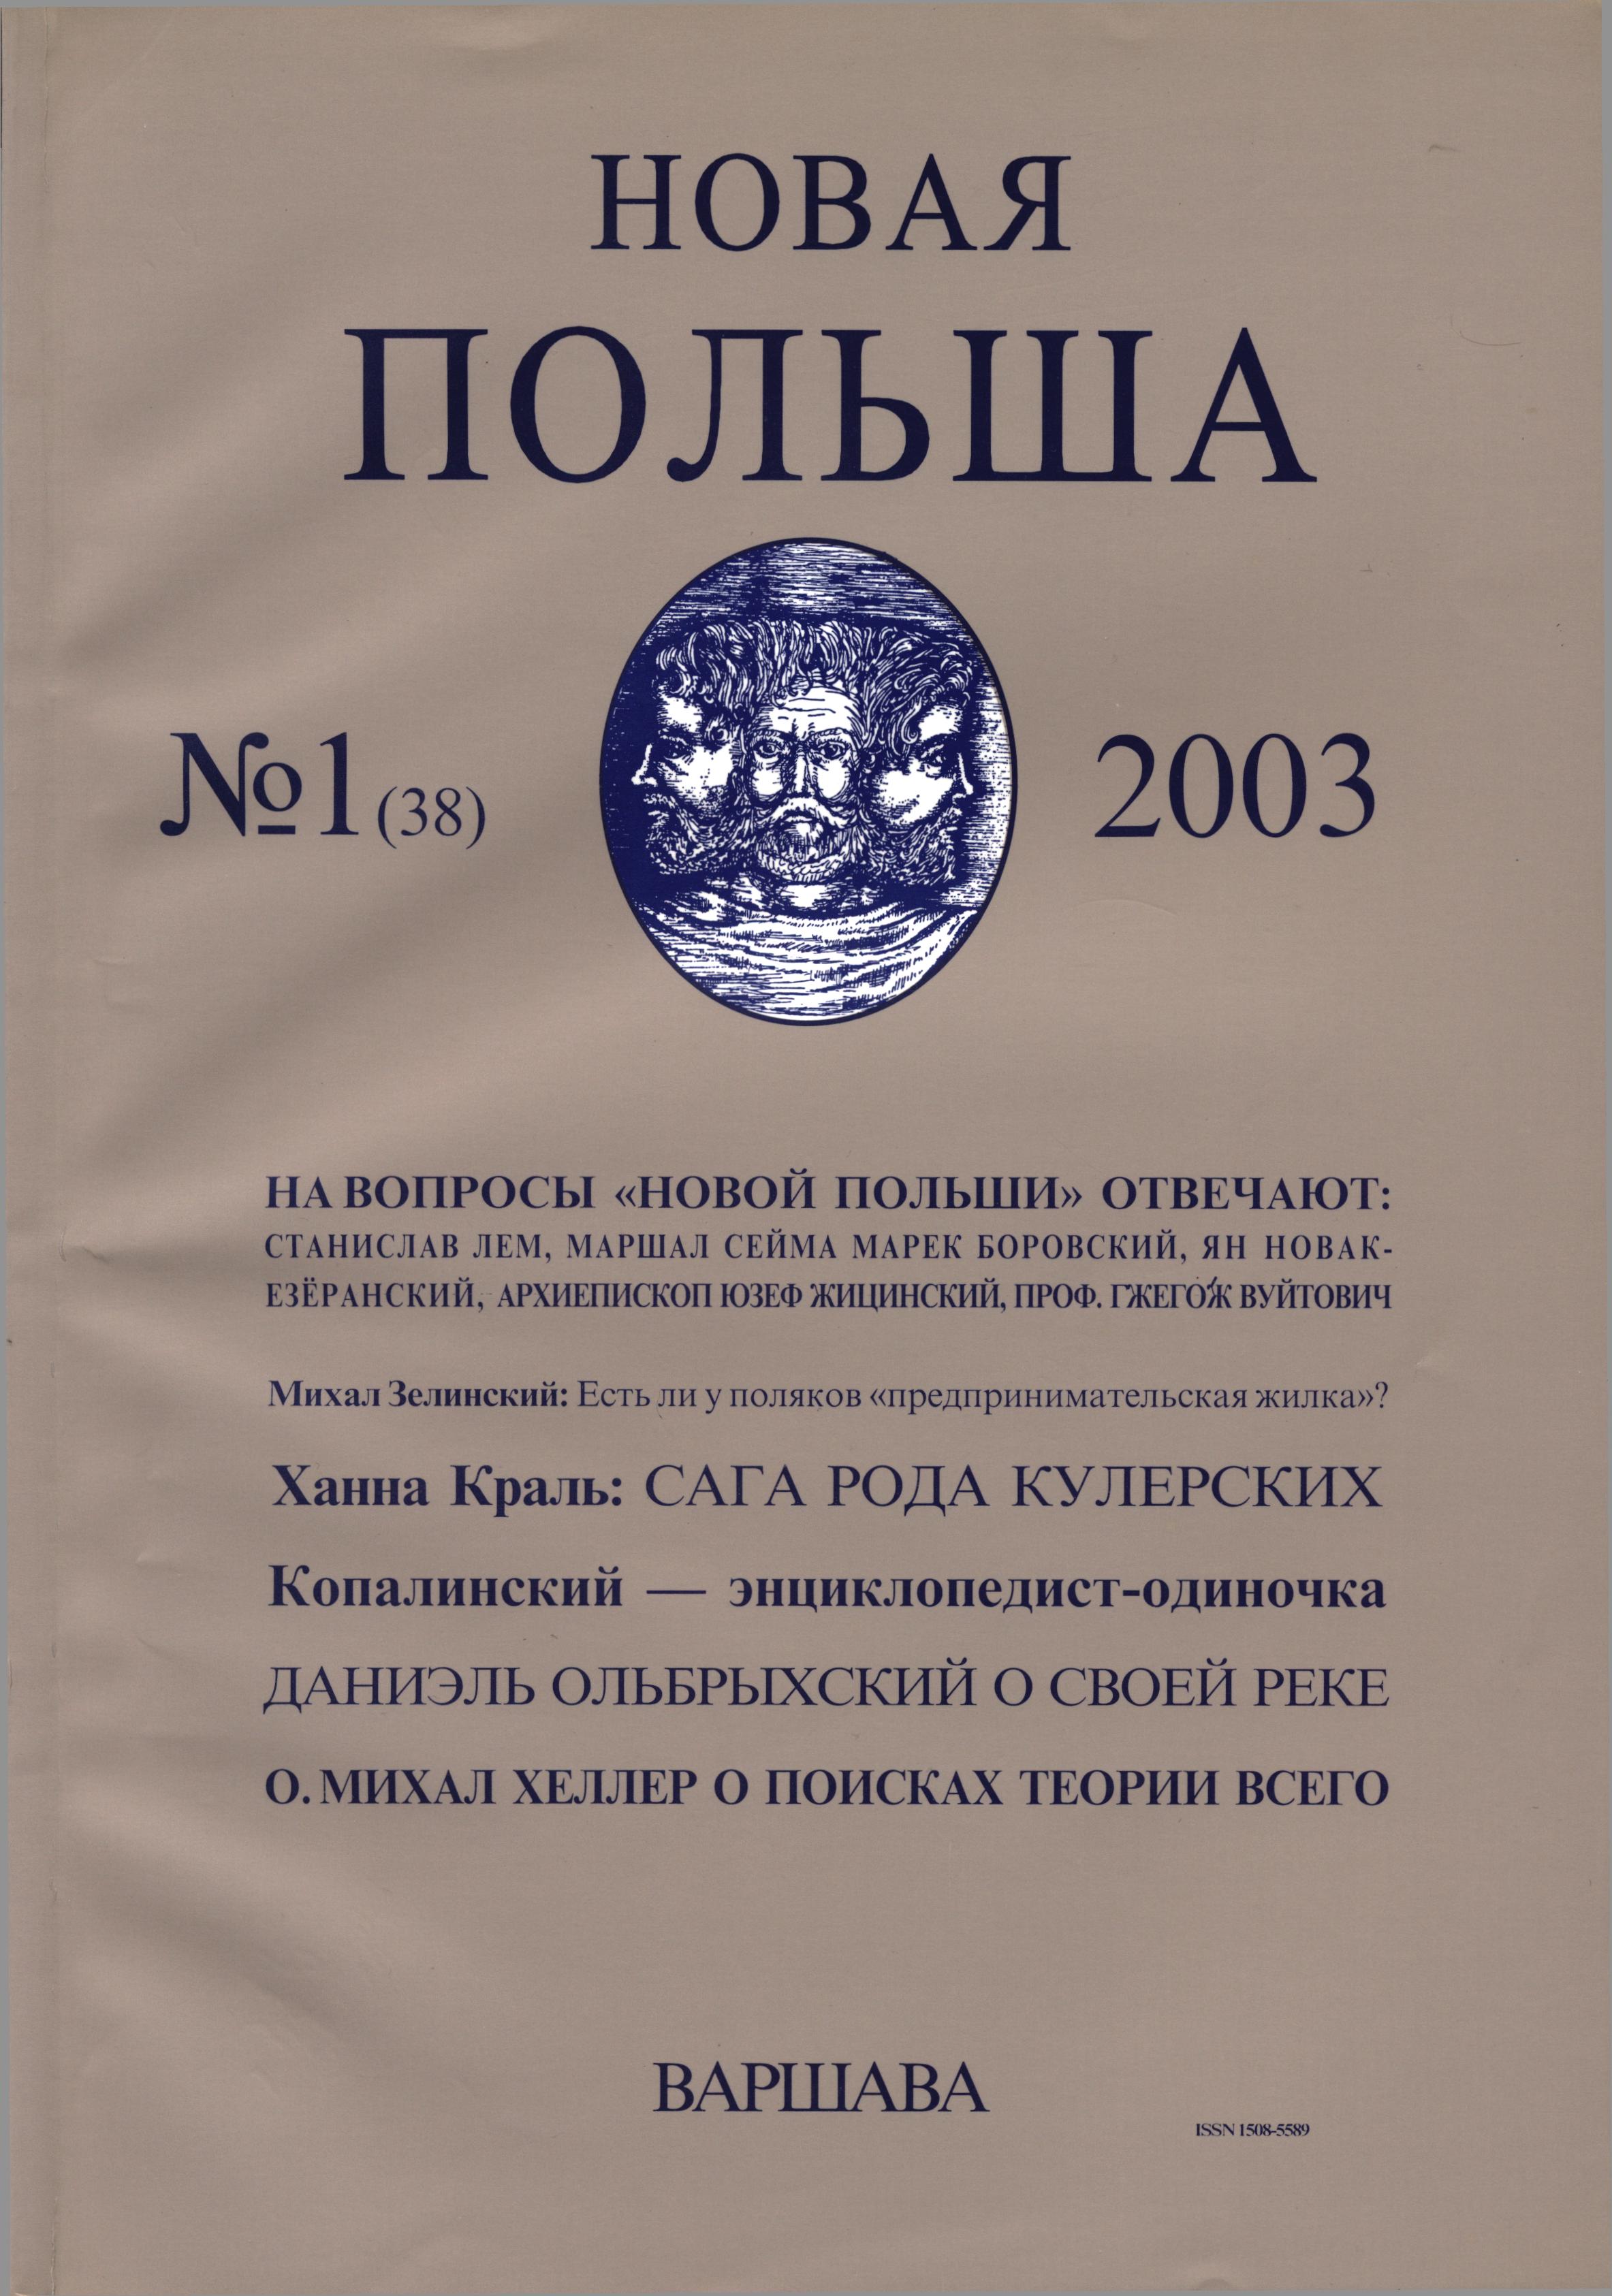 НОВАЯ
ПОЛЬША
№1(38)
2003
НА ВОПРОСЫ «НОВОЙ ПОЛЬШИ» ОТВЕЧАЮТ:
СТАНИСЛАВ ЛЕМ, МАРШАЛ СЕЙМА МАРЕК БОРОВСКИЙ, ЯН НОВАК-
ЕЗЁРАНСКИЙ, АРХИЕПИСКОП ЮЗЕФ ЖИЦИНСКИЙ, ПРОФ. ГЖЕГОЖ ВУЙТОВИЧ
Михал Зелинский: Есть ли у поляков «предпринимательская жилка»?
Ханна Краль: САГА РОДА КУЛЕРСКИХ
Копалинский — энциклопедист-одиночка
ДАНИЭЛЬ ОЛЬБРЫХСКИЙ О СВОЕЙ РЕКЕ
О. МИХАЛ ХЕЛЛЕР О ПОИСКАХ ТЕОРИИ ВСЕГО
ВАРШАВА
ISSN 1508-5589